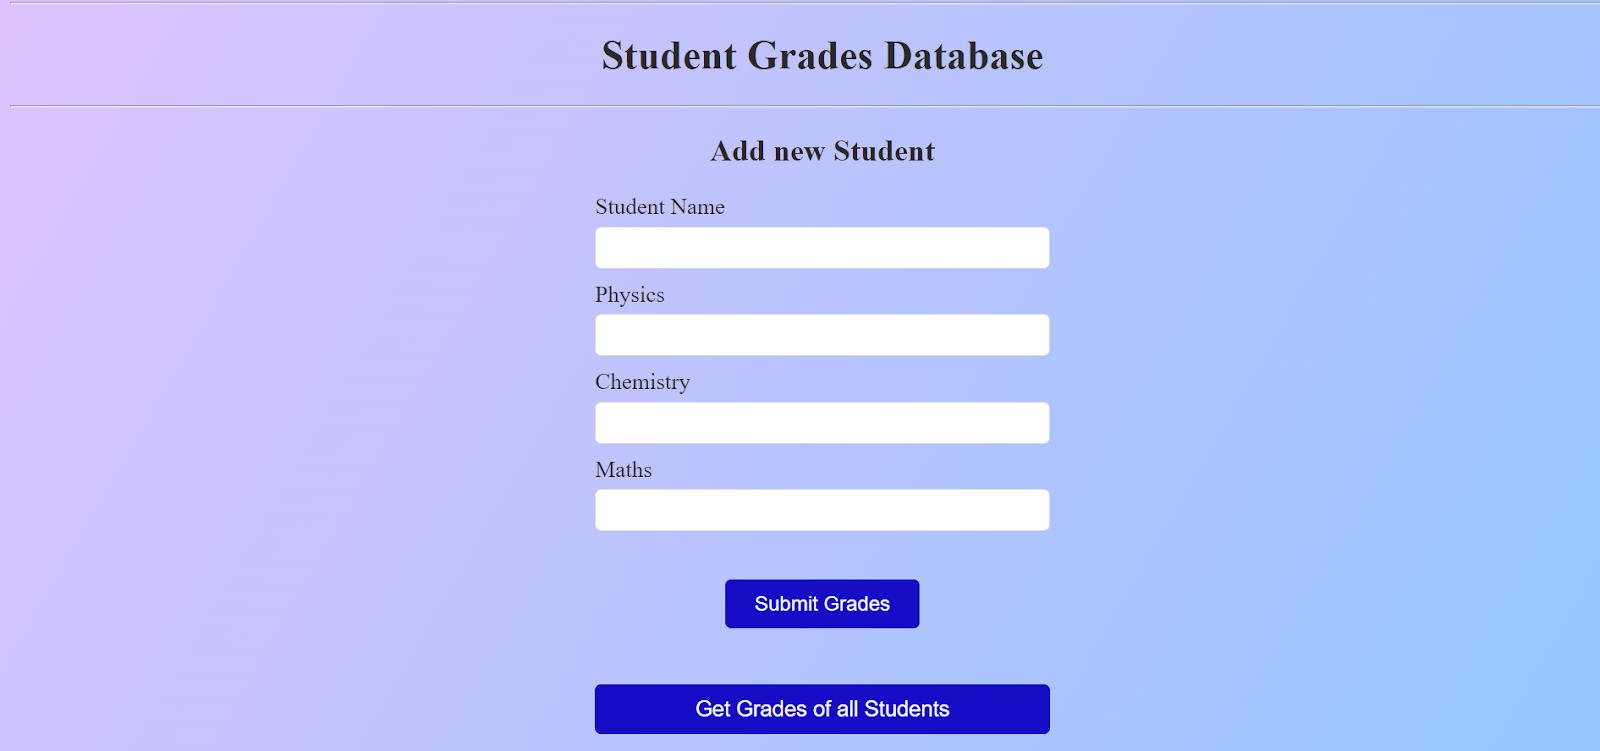 Student Grades Database
Add new Student
Student Name
Physics
Chemistry
Maths
Submit Grades
Get Grades of all Students